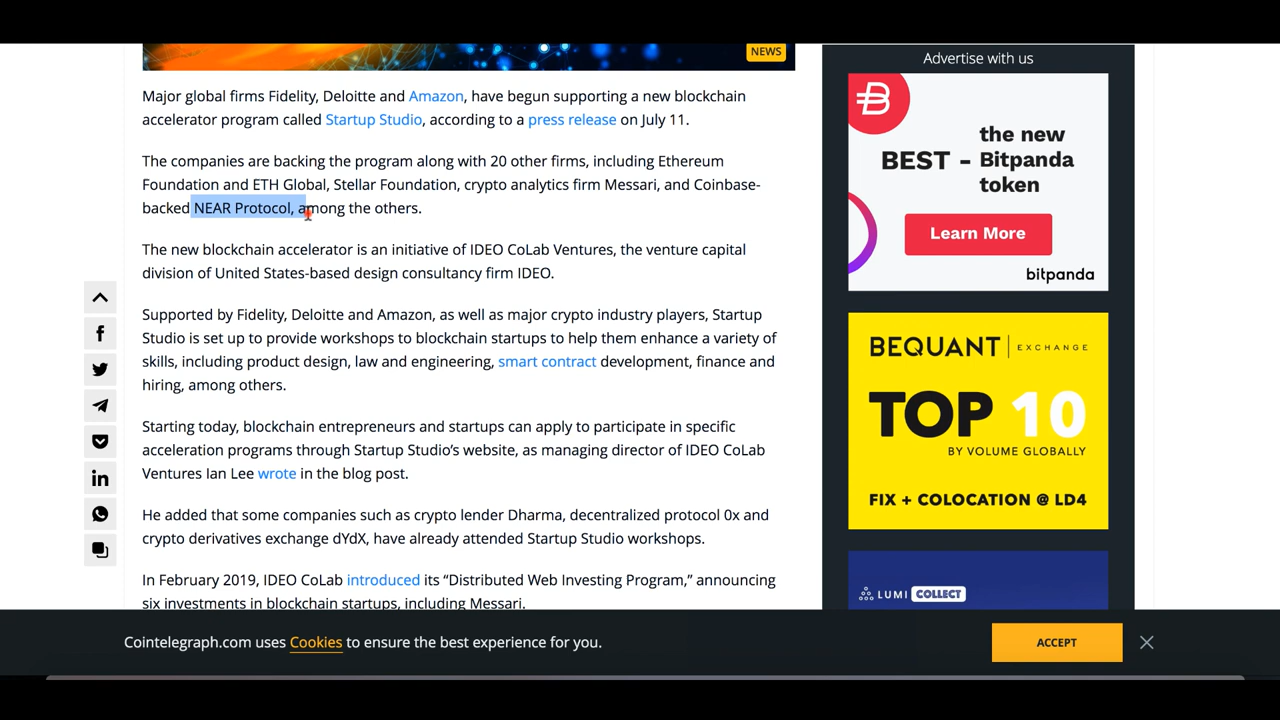 NEWS
Major global firms Fidelity, Deloitte and Amazon, have begun supporting a new blockchain
accelerator program called Startup Studio, according to a press release on July 11.
The companies are backing the program along with 20 other firms, including Ethereum
Foundation and ETH Global, Stellar Foundation, crypto analytics firm Messari, and Coinbase-
backed NEAR Protocol, among the others.
The new blockchain accelerator is an initiative of IDEO CoLab Ventures, the venture capital
division of United States-based design consultancy firm IDEO.
Supported by Fidelity, Deloitte and Amazon, as well as major crypto industry players, Startup
Studio is set up to provide workshops to blockchain startups to help them enhance a variety of
skills, including product design, law and engineering, smart contract development, finance and
hiring, among others.
Starting today, blockchain entrepreneurs and startups can apply to participate in specific
acceleration programs through Startup Studio’s website, as managing director of IDEO CoLab
Ventures Ian Lee wrote in the blog post.
He added that some companies such as crypto lender Dharma, decentralized protocol 0x and
crypto derivatives exchange dYdX, have already attended Startup Studio workshops.
In February 2019, IDEO CoLab introduced its “Distributed Web Investing Program,” announcing
six investments in blockchain startups, including Messari.
Advertise with us
the new
BEST - Bitpanda
token
Learn More
bitpanda
BEQUANT | EXCHANGE
TOP 10
BY VOLUME GLOBALLY
FIX + COLOCATION @ LD4
LUMI COLLECT
Cointelegraph.com uses Cookies to ensure the best experience for you.
ACCEPT